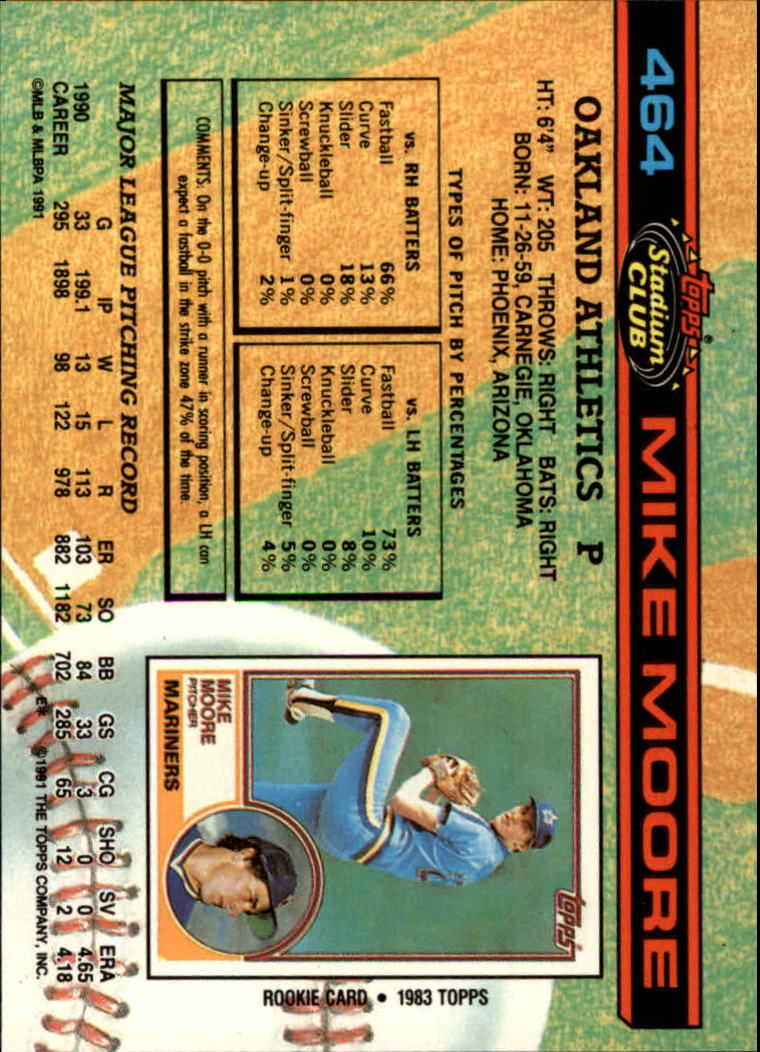 464
Topps®
Stadium
CLUB
MIKE MOORE
OAKLAND ATHLETICS P
HT: 6'4" WT: 205 THROWS: RIGHT BATS: RIGHT
BORN: 11-26-59, CARNEGIE, OKLAHOMA
HOME: PHOENIX, ARIZONA
TYPES OF PITCH BY PERCENTAGES
vs. RH BATTERS
Fastball 66%
Curve 13%
Slider 18%
Knuckleball 0%
Screwball 0%
Sinker/Split-finger 1%
Change-up 2%
vs. LH BATTERS
Fastball 73%
Curve 10%
Slider 8%
Knuckleball 0%
Screwball 0%
Sinker/Split-finger 5%
Change-up 4%
COMMENTS: On the 0-0 pitch with a runner in scoring position, a LH can
expect a fastball in the strike zone 47% of the time.
Topps
MIKE
MOORE
PITCHER
MARINERS
ROOKIE CARD • 1983 TOPPS
MAJOR LEAGUE PITCHING RECORD
G IP W L R ER SO BB GS CG SHO SV ERA
1990 33 199.1 13 15 113 103 73 84 33 3 0 0 4.65
CAREER 295 1898 98 122 978 882 1182 702 285 65 12 2 4.18
©MLB & MLBPA 1991
E* ©1991 THE TOPPS COMPANY, INC.